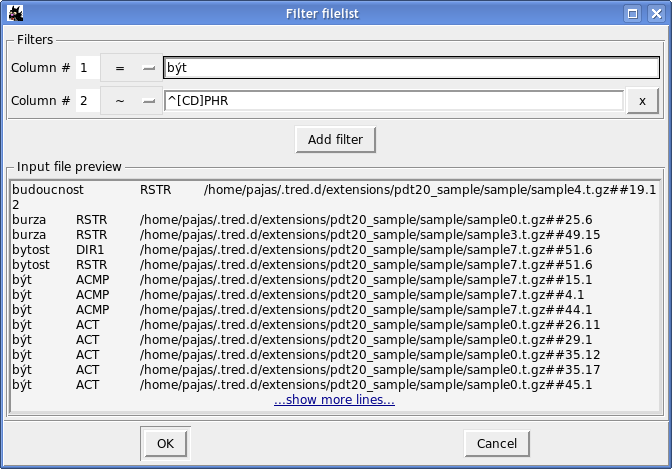 Filter filelist
Filters
Column # 1 = být
Column # 2 ~ ^[CD]PHR x
Add filter
Input file preview
budoucnost RSTR /home/pajas/.tred.d/extensions/pdt20_sample/sample/sample4.t.gz##19.1
2
burza RSTR /home/pajas/.tred.d/extensions/pdt20_sample/sample/sample0.t.gz##25.6
burza RSTR /home/pajas/.tred.d/extensions/pdt20_sample/sample/sample3.t.gz##49.15
bytost DIR1 /home/pajas/.tred.d/extensions/pdt20_sample/sample/sample7.t.gz##51.6
bytost RSTR /home/pajas/.tred.d/extensions/pdt20_sample/sample/sample7.t.gz##51.6
být ACMP /home/pajas/.tred.d/extensions/pdt20_sample/sample/sample7.t.gz##15.1
být ACMP /home/pajas/.tred.d/extensions/pdt20_sample/sample/sample7.t.gz##4.1
být ACMP /home/pajas/.tred.d/extensions/pdt20_sample/sample/sample7.t.gz##44.1
být ACT /home/pajas/.tred.d/extensions/pdt20_sample/sample/sample0.t.gz##26.11
být ACT /home/pajas/.tred.d/extensions/pdt20_sample/sample/sample0.t.gz##29.1
být ACT /home/pajas/.tred.d/extensions/pdt20_sample/sample/sample0.t.gz##35.12
být ACT /home/pajas/.tred.d/extensions/pdt20_sample/sample/sample0.t.gz##35.17
být ACT /home/pajas/.tred.d/extensions/pdt20_sample/sample/sample0.t.gz##45.1
...show more lines...
OK Cancel